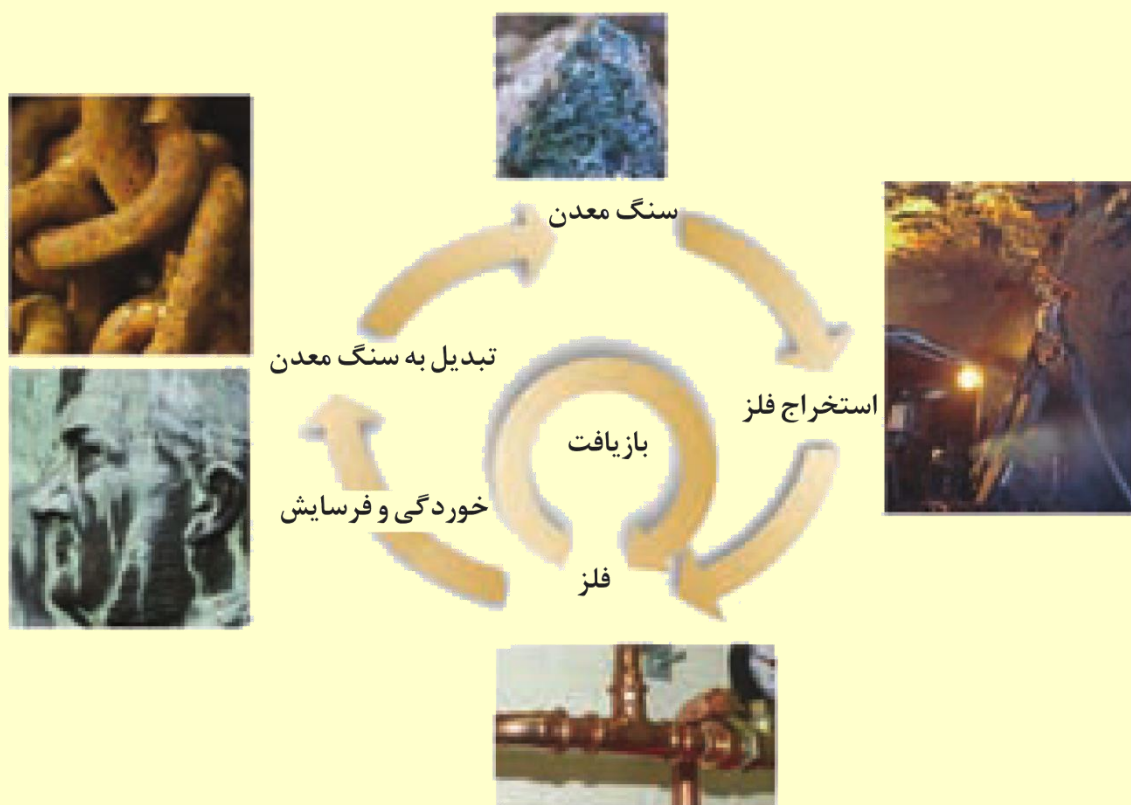 سنگ معدن
استخراج فلز
فلز
خوردگی و فرسایش
تبدیل به سنگ معدن
بازیافت